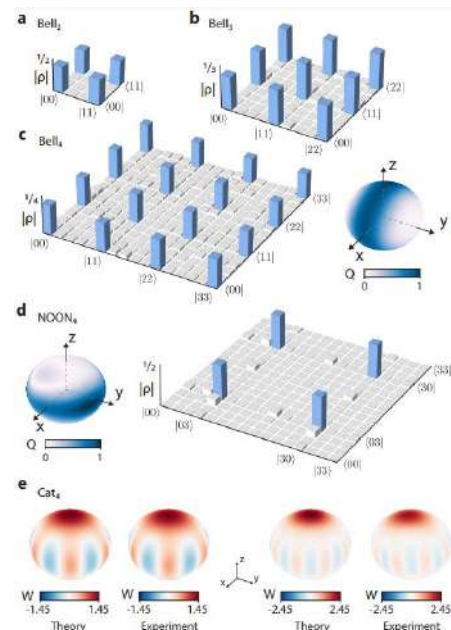 a Bell₂
1/2
|ρ|
|00⟩
|11⟩
⟨00|
⟨11|
b Bell₃
1/3
|ρ|
|00⟩
|11⟩
|22⟩
⟨00|
⟨11|
⟨22|
c Bell₄
1/4
|ρ|
|00⟩
|11⟩
|22⟩
|33⟩
⟨00|
⟨11|
⟨22|
⟨33|
z
y
x
Q
0 1
d NOON₄
z
y
x
Q
0 1
1/2
|ρ|
|00⟩
|03⟩
|30⟩
|33⟩
⟨00|
⟨03|
⟨30|
⟨33|
e Cat₄
z
x y
W
-1.45 1.45
Theory
W
-1.45 1.45
Experiment
W
-2.45 2.45
Theory
W
-2.45 2.45
Experiment